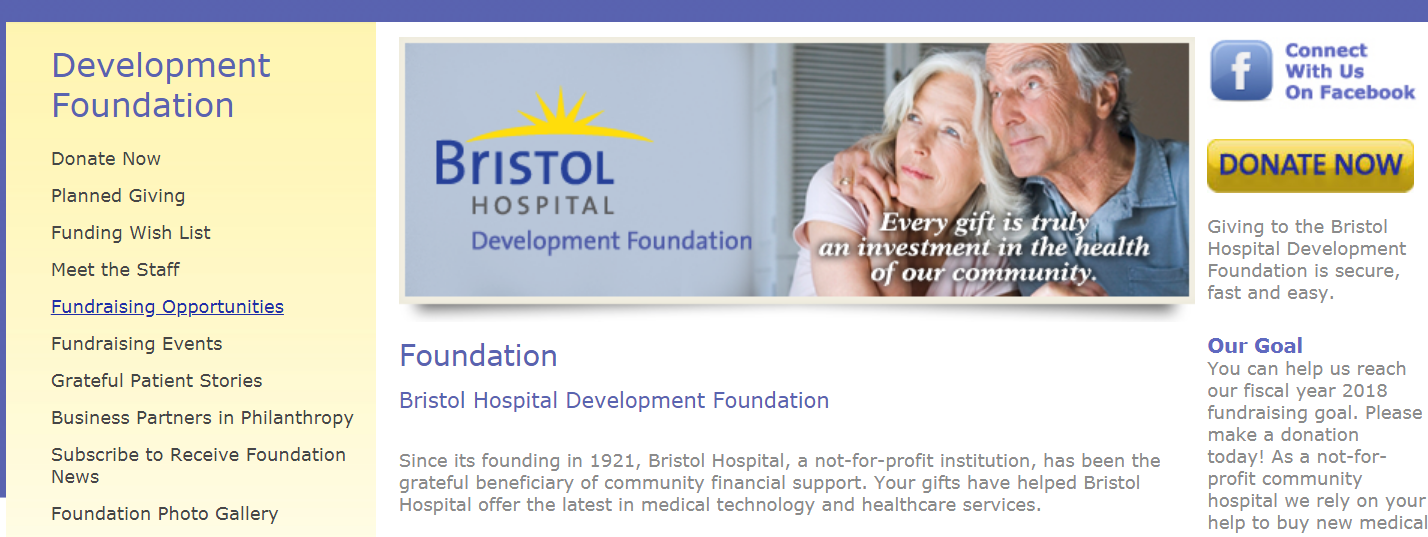 Development
Foundation
Donate Now
Planned Giving
Funding Wish List
Meet the Staff
Fundraising Opportunities
Fundraising Events
Grateful Patient Stories
Business Partners in Philanthropy
Subscribe to Receive Foundation
News
Foundation Photo Gallery
BRISTOL
HOSPITAL
Development Foundation
Every gift is truly
an investment in the health
of our community.
Foundation
Bristol Hospital Development Foundation
Since its founding in 1921, Bristol Hospital, a not-for-profit institution, has been the
grateful beneficiary of community financial support. Your gifts have helped Bristol
Hospital offer the latest in medical technology and healthcare services.
f
Connect
With Us
On Facebook
DONATE NOW
Giving to the Bristol
Hospital Development
Foundation is secure,
fast and easy.
Our Goal
You can help us reach
our fiscal year 2018
fundraising goal. Please
make a donation
today! As a not-for-
profit community
hospital we rely on your
help to buy new medical